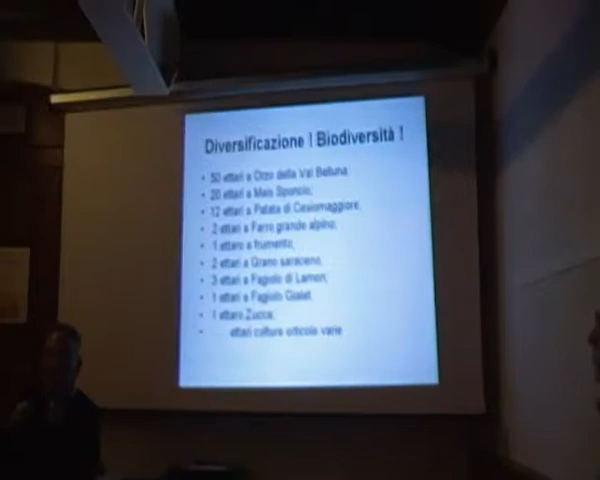 Diversificazione ! Biodiversità !
• 50 ettari a Orzo della Val Belluna;
• 20 ettari a Mais Sponcio;
• 12 ettari a Patata di Cesiomaggiore;
• 2 ettari a Farro grande alpino;
• 1 ettaro a frumento;
• 2 ettari a Grano saraceno;
• 3 ettari a Fagiolo di Lamon;
• 1 ettari a Fagiolo Gialet;
• 1 ettaro Zucca;
• ettari colture orticole varie